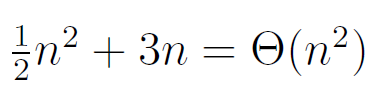 ½n² + 3n = Θ(n²)